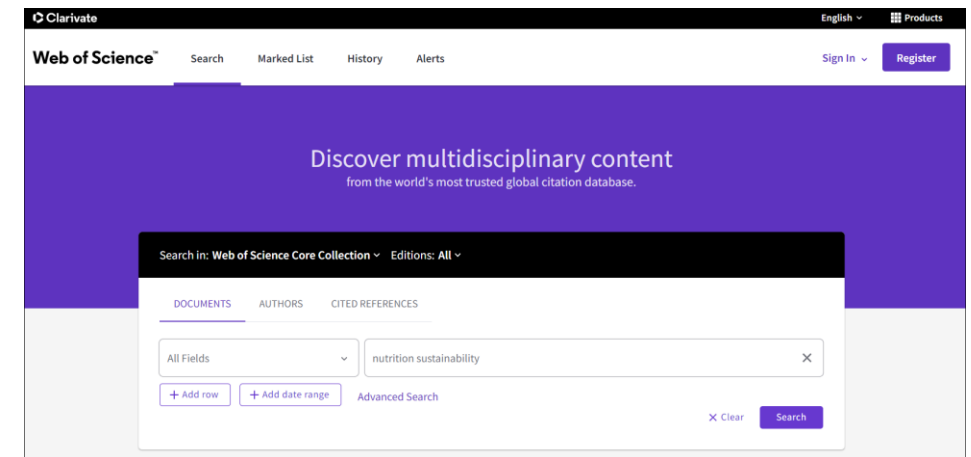 Clarivate English Products
Web of Science™ Search Marked List History Alerts Sign In Register
Discover multidisciplinary content
from the world's most trusted global citation database.
Search in: Web of Science Core Collection Editions: All
DOCUMENTS AUTHORS CITED REFERENCES
All Fields nutrition sustainability
+ Add row + Add date range Advanced Search
× Clear Search